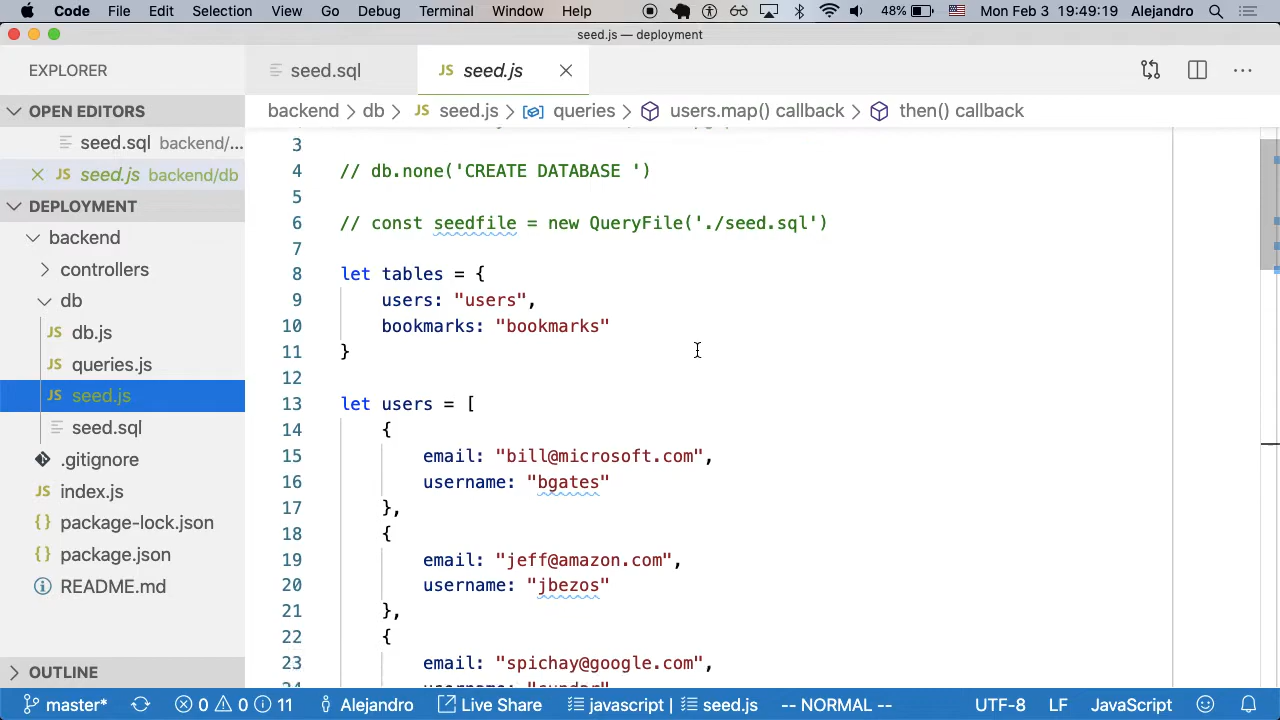 Code File Edit Selection View Go Debug Terminal Window Help 48% Mon Feb 3 19:49:19 Alejandro
seed.js — deployment
EXPLORER
seed.sql
JS seed.js
OPEN EDITORS
seed.sql backend/...
JS seed.js backend/db
DEPLOYMENT
backend
controllers
db
JS db.js
JS queries.js
JS seed.js
seed.sql
.gitignore
JS index.js
{} package-lock.json
{} package.json
README.md
OUTLINE
backend > db > JS seed.js > queries > users.map() callback > then() callback
3
4 // db.none('CREATE DATABASE ')
5
6 // const seedfile = new QueryFile('./seed.sql')
7
8 let tables = {
9 users: "users",
10 bookmarks: "bookmarks"
11 }
12
13 let users = [
14 {
15 email: "bill@microsoft.com",
16 username: "bgates"
17 },
18 {
19 email: "jeff@amazon.com",
20 username: "jbezos"
21 },
22 {
23 email: "spichay@google.com",
master* 0 0 11 Alejandro Live Share javascript | seed.js -- NORMAL -- UTF-8 LF JavaScript